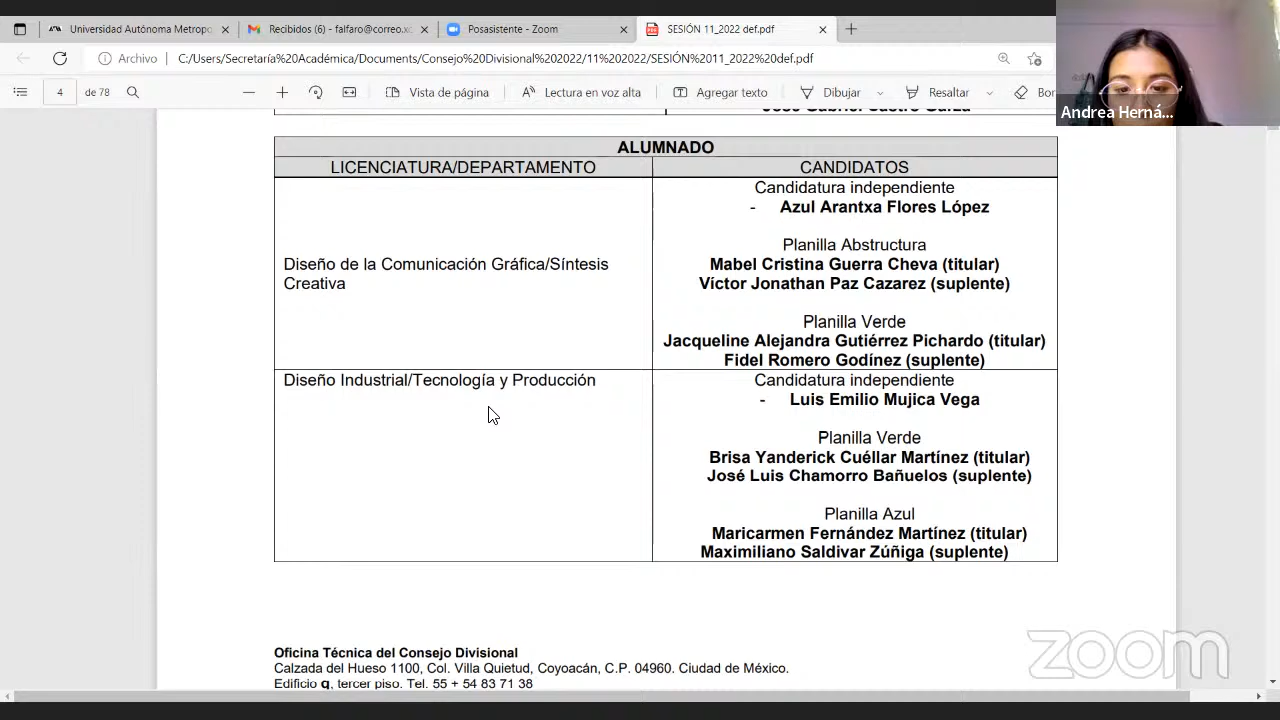 Universidad Autónoma Metropo
Recibidos (6) - falfaro@correo.xc
Posasistente - Zoom
SESIÓN 11_2022 def.pdf
Archivo
C:/Users/Secretaría%20Académica/Documents/Consejo%20Divisional%202022/11%202022/SESIÓN%2011_2022%20def.pdf
4 de 78
Vista de página
Lectura en voz alta
Agregar texto
Dibujar
Resaltar
Bor
Andrea Herná...
José Gabriel Castro Garza
ALUMNADO
LICENCIATURA/DEPARTAMENTO
CANDIDATOS
Candidatura independiente
- Azul Arantxa Flores López
Planilla Abstructura
Diseño de la Comunicación Gráfica/Síntesis
Creativa
Mabel Cristina Guerra Cheva (titular)
Víctor Jonathan Paz Cazarez (suplente)
Planilla Verde
Jacqueline Alejandra Gutiérrez Pichardo (titular)
Fidel Romero Godínez (suplente)
Diseño Industrial/Tecnología y Producción
Candidatura independiente
- Luis Emilio Mujica Vega
Planilla Verde
Brisa Yanderick Cuéllar Martínez (titular)
José Luis Chamorro Bañuelos (suplente)
Planilla Azul
Maricarmen Fernández Martínez (titular)
Maximiliano Saldivar Zúñiga (suplente)
Oficina Técnica del Consejo Divisional
Calzada del Hueso 1100, Col. Villa Quietud, Coyoacán, C.P. 04960. Ciudad de México.
Edificio q, tercer piso. Tel. 55 + 54 83 71 38
zoom